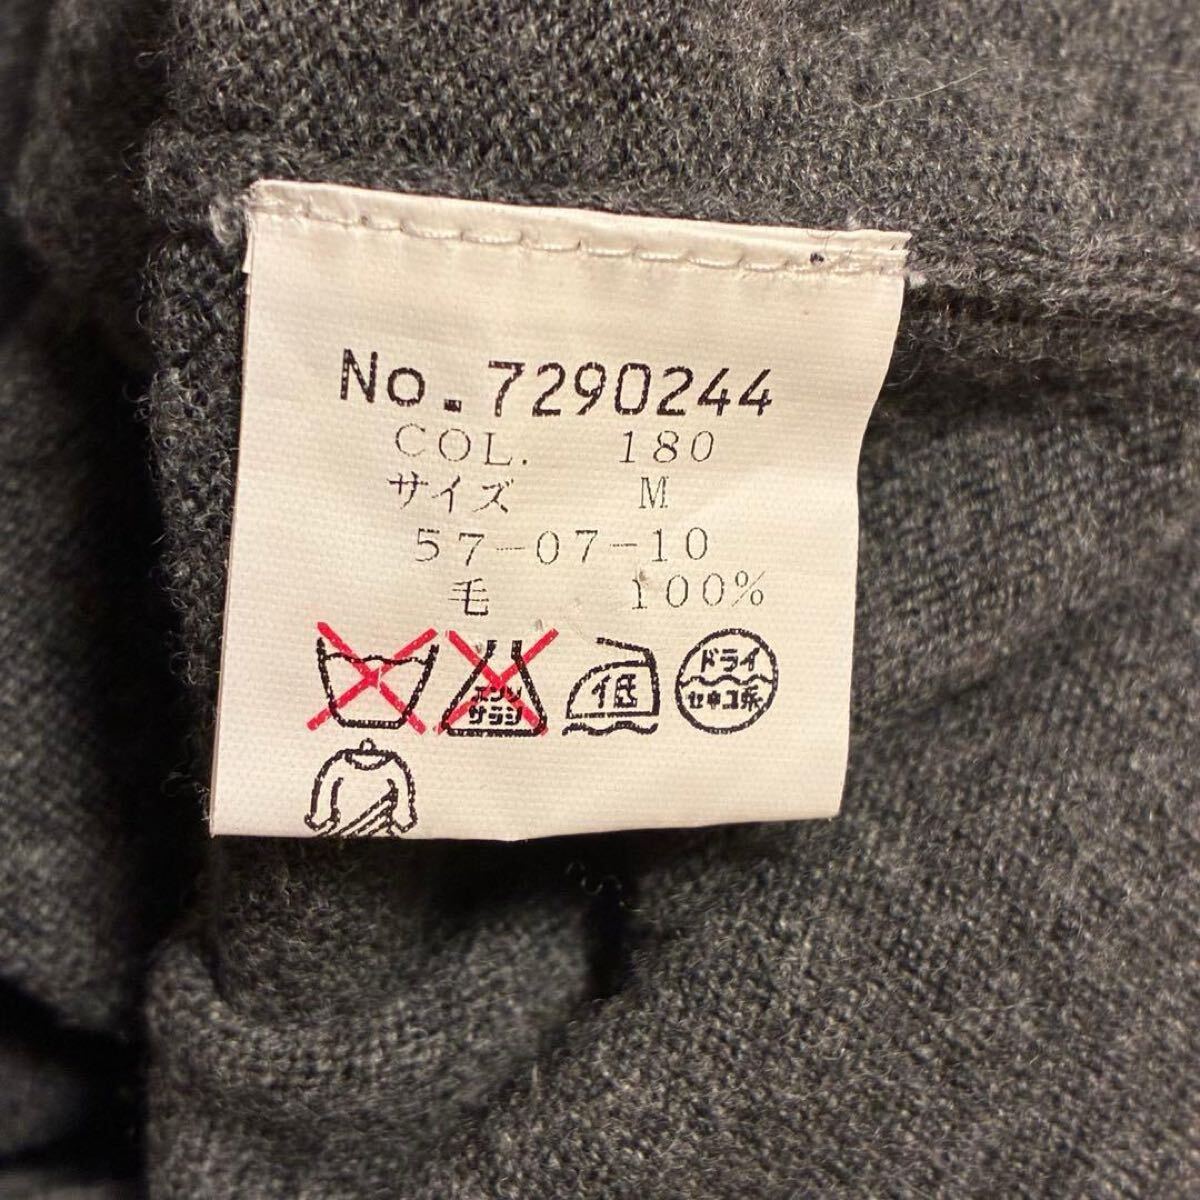 No.7290244
COL. 180
サイズ M
57-07-10
毛 100%
エンソ
サラシ
低
ドライ
セキユ系